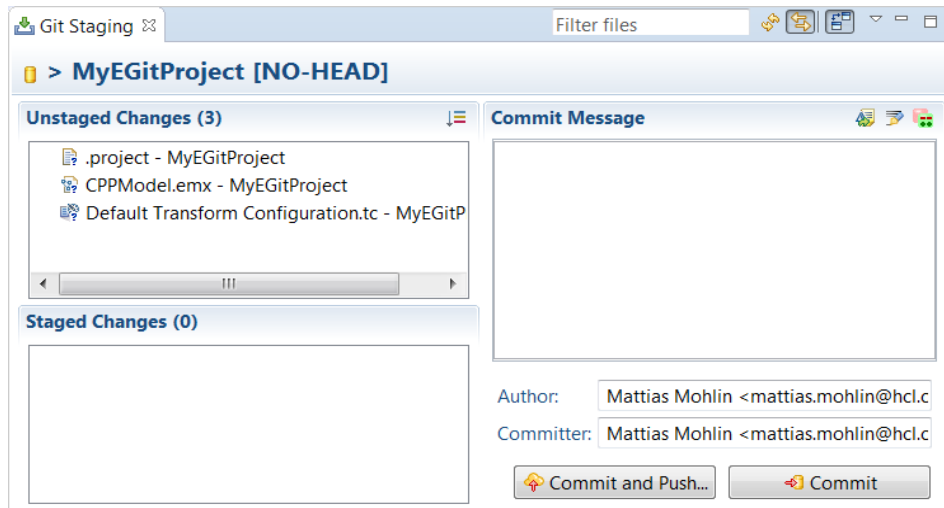 Git Staging
Filter files
> MyEGitProject [NO-HEAD]
Unstaged Changes (3)
.project - MyEGitProject
CPPModel.emx - MyEGitProject
Default Transform Configuration.tc - MyEGitP
Staged Changes (0)
Commit Message
Author: Mattias Mohlin <mattias.mohlin@hcl.c
Committer: Mattias Mohlin <mattias.mohlin@hcl.c
Commit and Push...
Commit